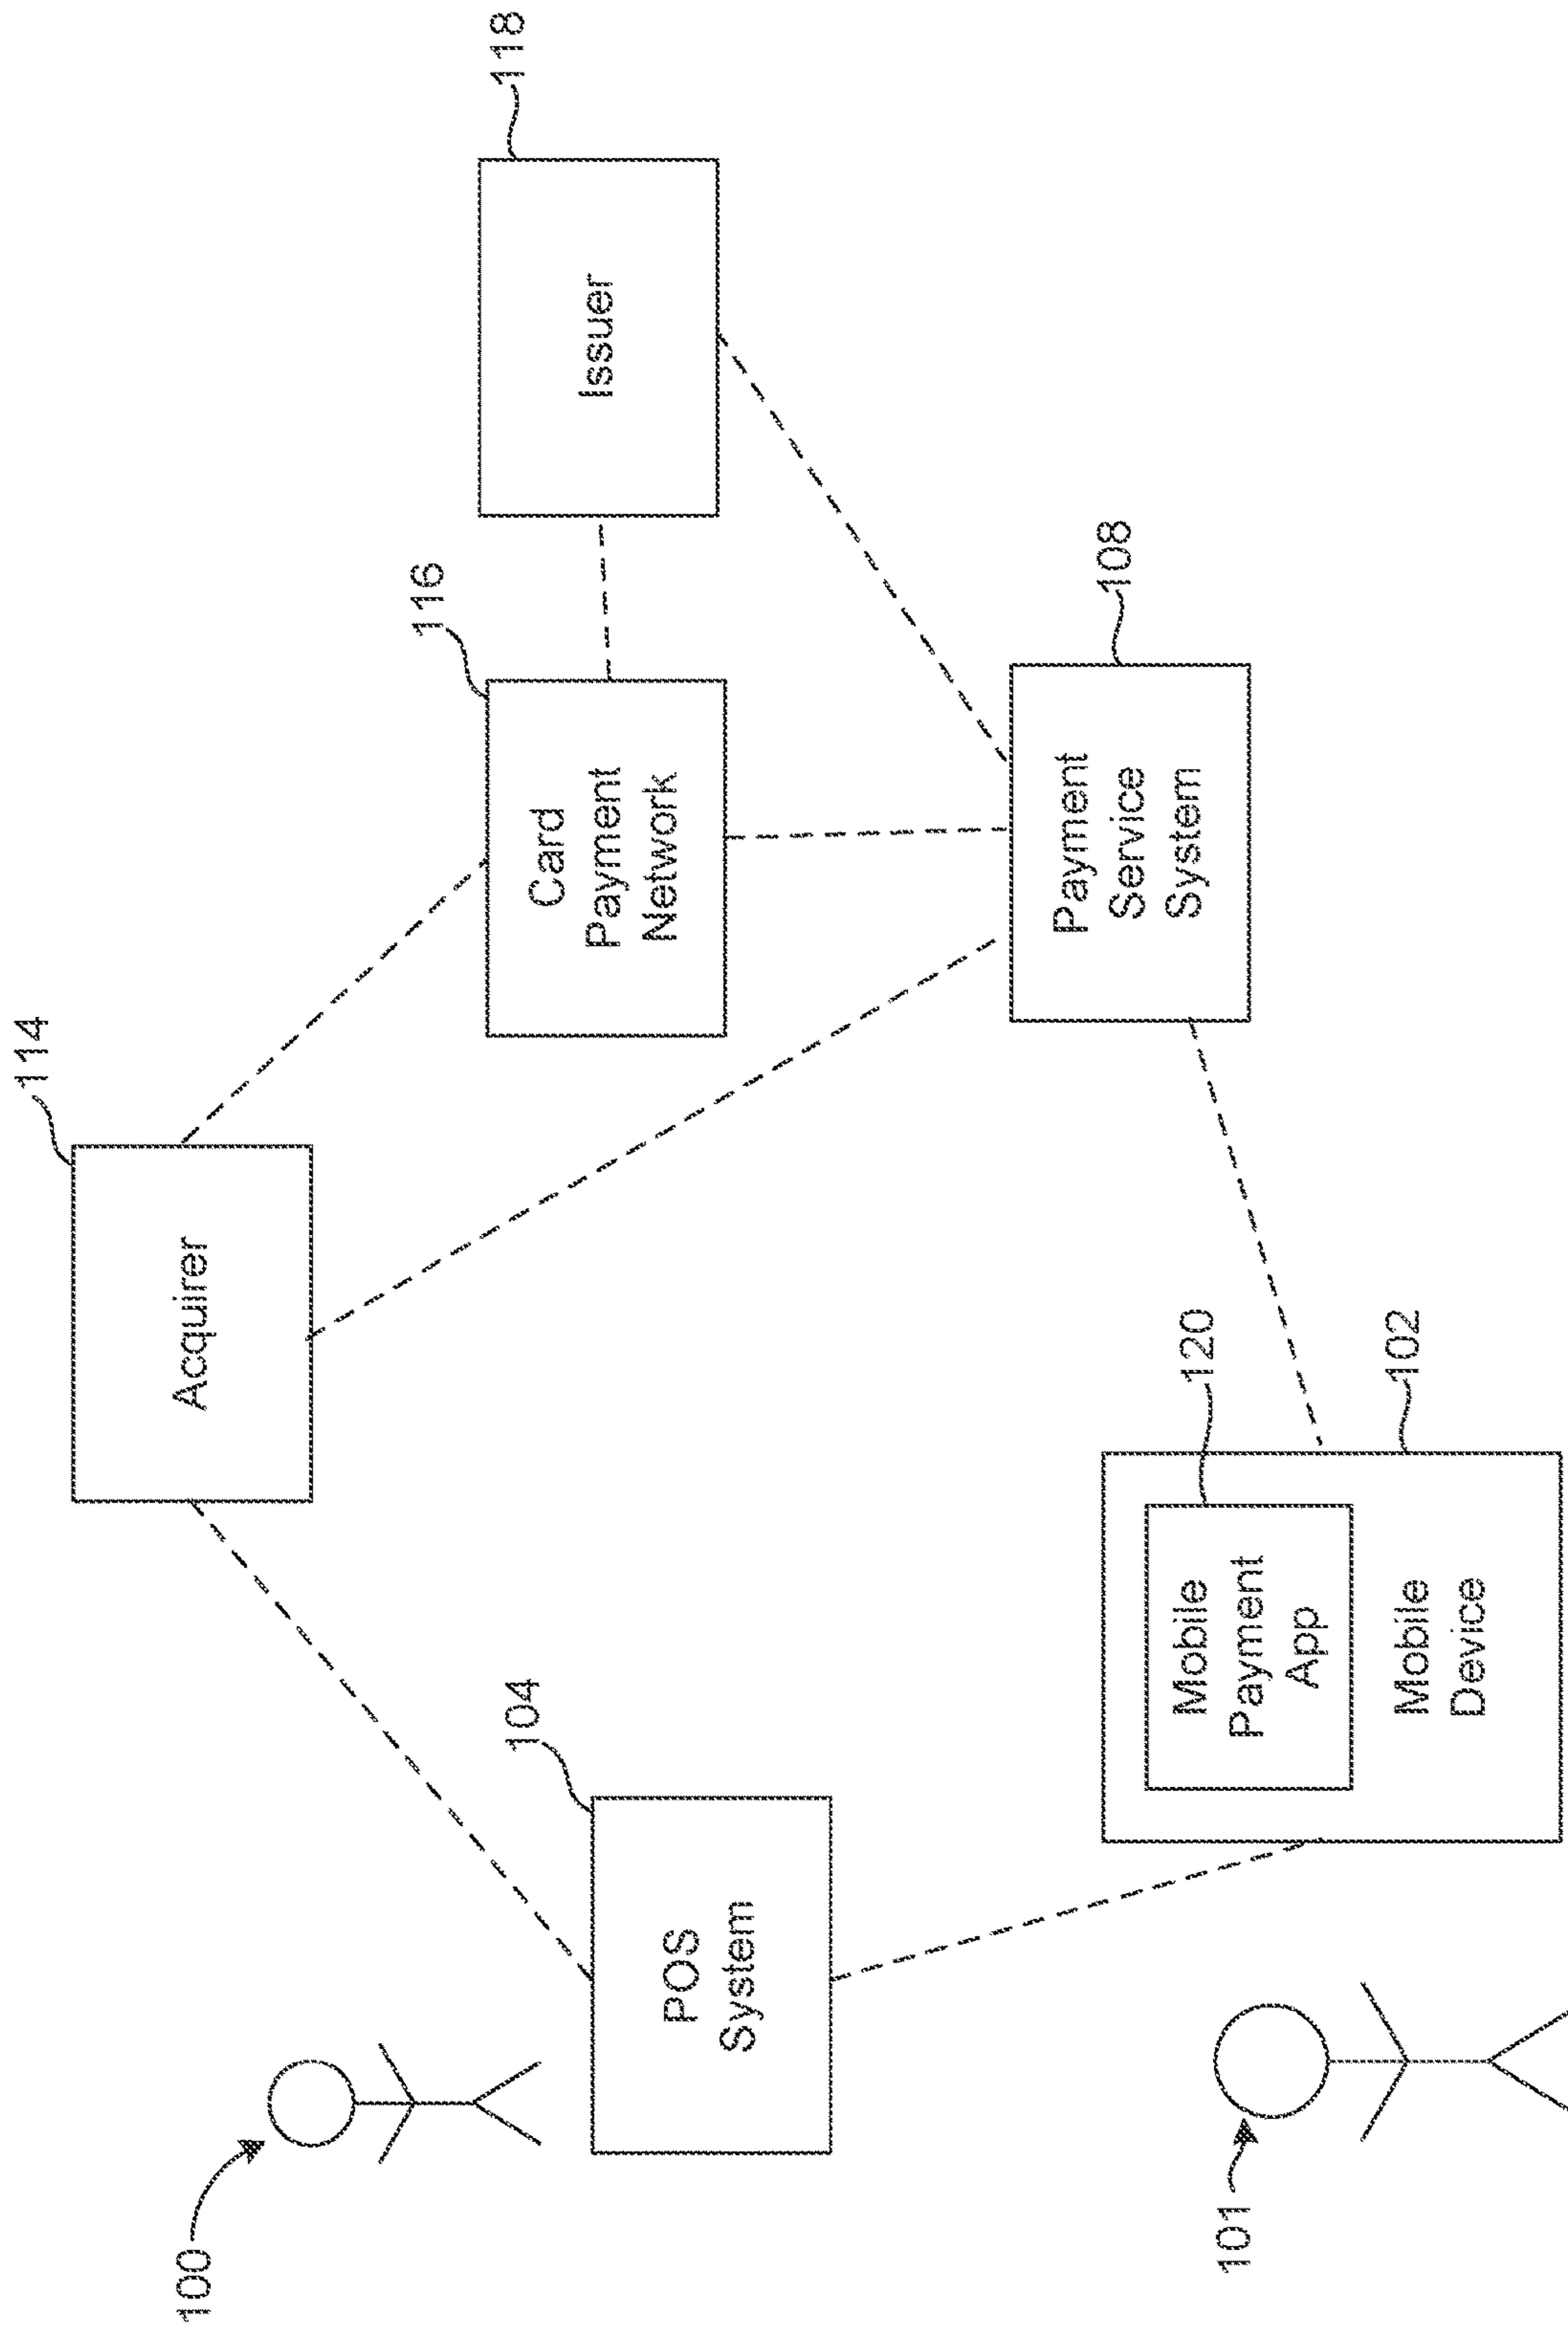 114
Acquirer
116
Card
Payment
Network
118
Issuer
100
104
POS
System
108
Payment
Service
System
120
Mobile
Payment
App
Mobile
Device
102
101